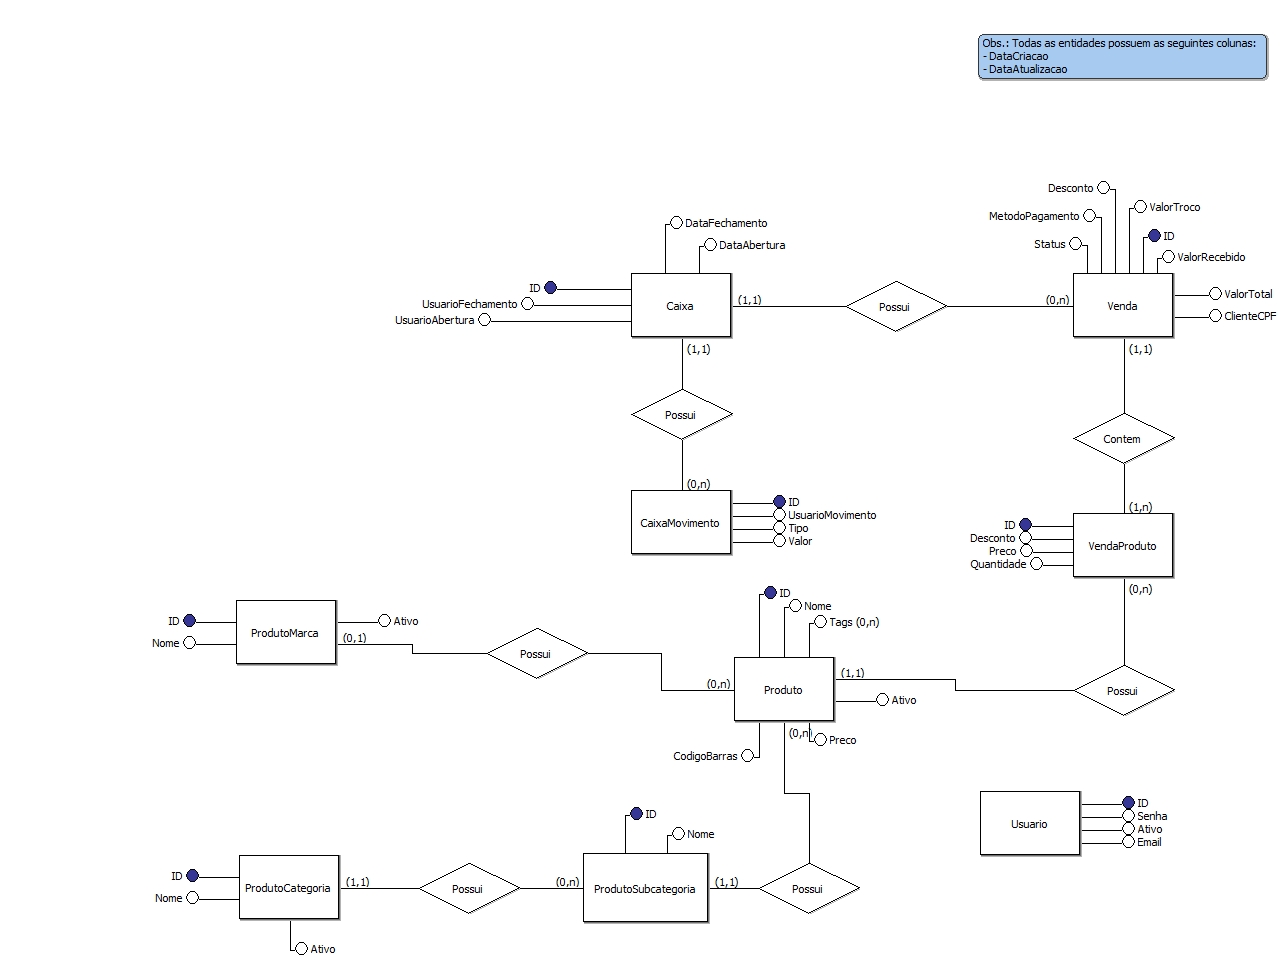 Obs.: Todas as entidades possuem as seguintes colunas:
- DataCriacao
- DataAtualizacao
Desconto
MetodoPagamento
ValorTroco
Status
ID
ValorRecebido
ValorTotal
ClienteCPF
DataFechamento
DataAbertura
ID
UsuarioFechamento
UsuarioAbertura
Caixa
(1,1)
Possui
(0,n)
Venda
(1,1)
(1,1)
Possui
Contem
(0,n)
CaixaMovimento
ID
UsuarioMovimento
Tipo
Valor
(1,n)
ID
Desconto
Preco
Quantidade
VendaProduto
(0,n)
ID
Nome
ProdutoMarca
Ativo
(0,1)
Possui
(0,n)
ID
Nome
Tags (0,n)
Produto
(1,1)
Ativo
Possui
(0,n)
Preco
CodigoBarras
Usuario
ID
Senha
Ativo
Email
ID
Nome
ID
Nome
ProdutoCategoria
(1,1)
Possui
(0,n)
ProdutoSubcategoria
(1,1)
Possui
Ativo